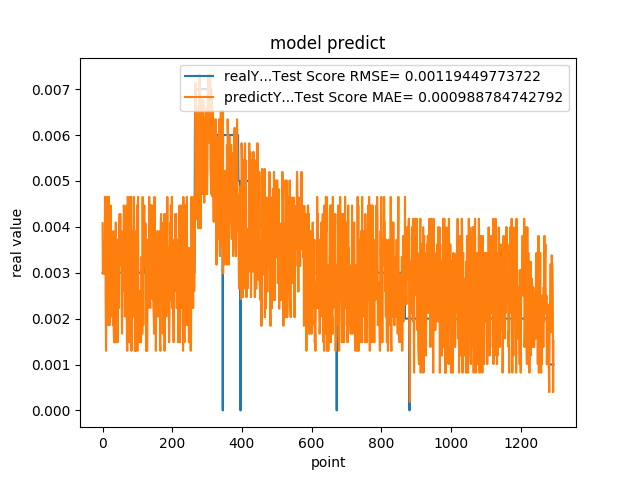 model predict
realY...Test Score RMSE= 0.00119449773722
predictY...Test Score MAE= 0.000988784742792
real value
0.007
0.006
0.005
0.004
0.003
0.002
0.001
0.000
0 200 400 600 800 1000 1200
point